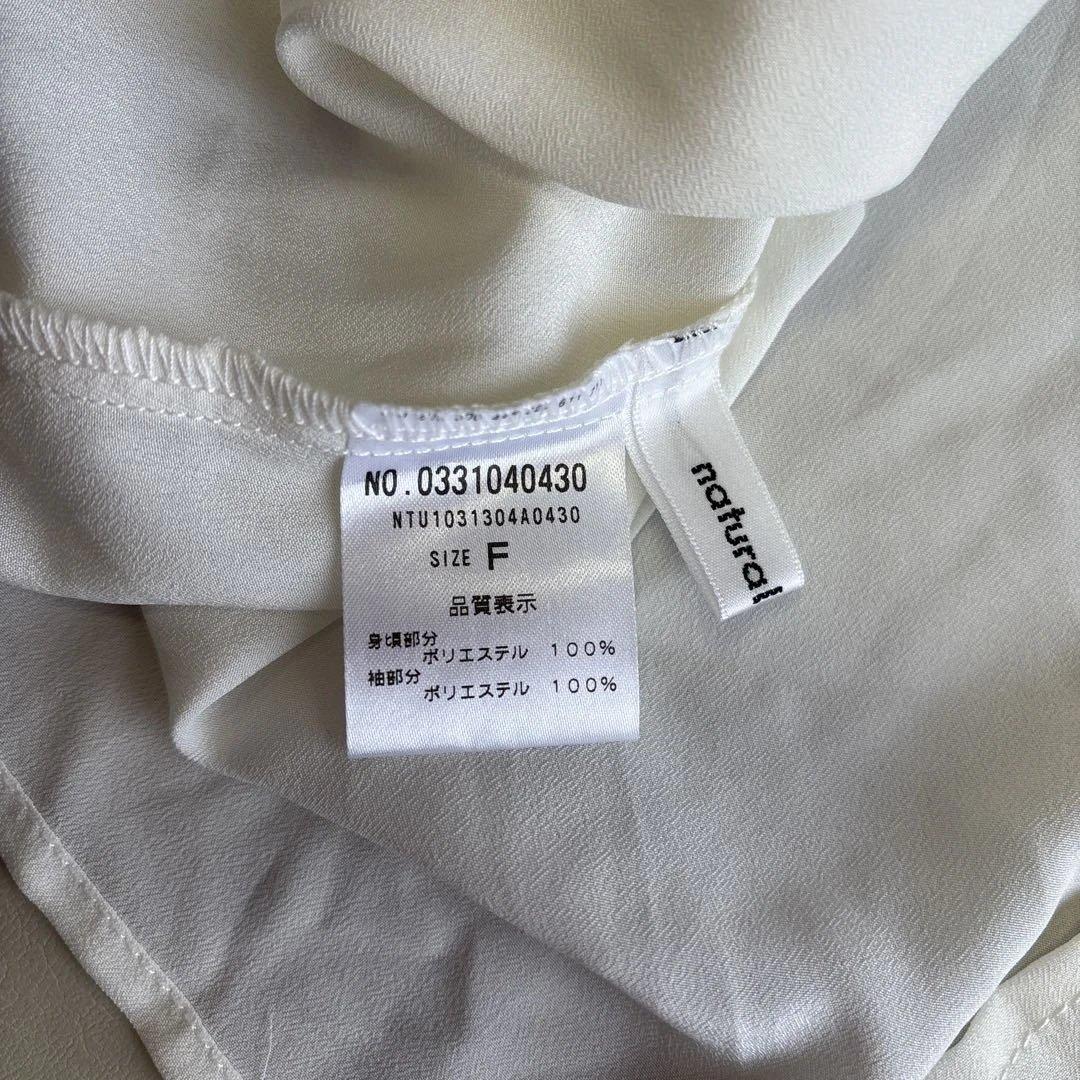 NO.0331040430
NTU1031304A0430
SIZE F
品質表示
身頃部分
ポリエステル 100%
袖部分
ポリエステル 100%
natural